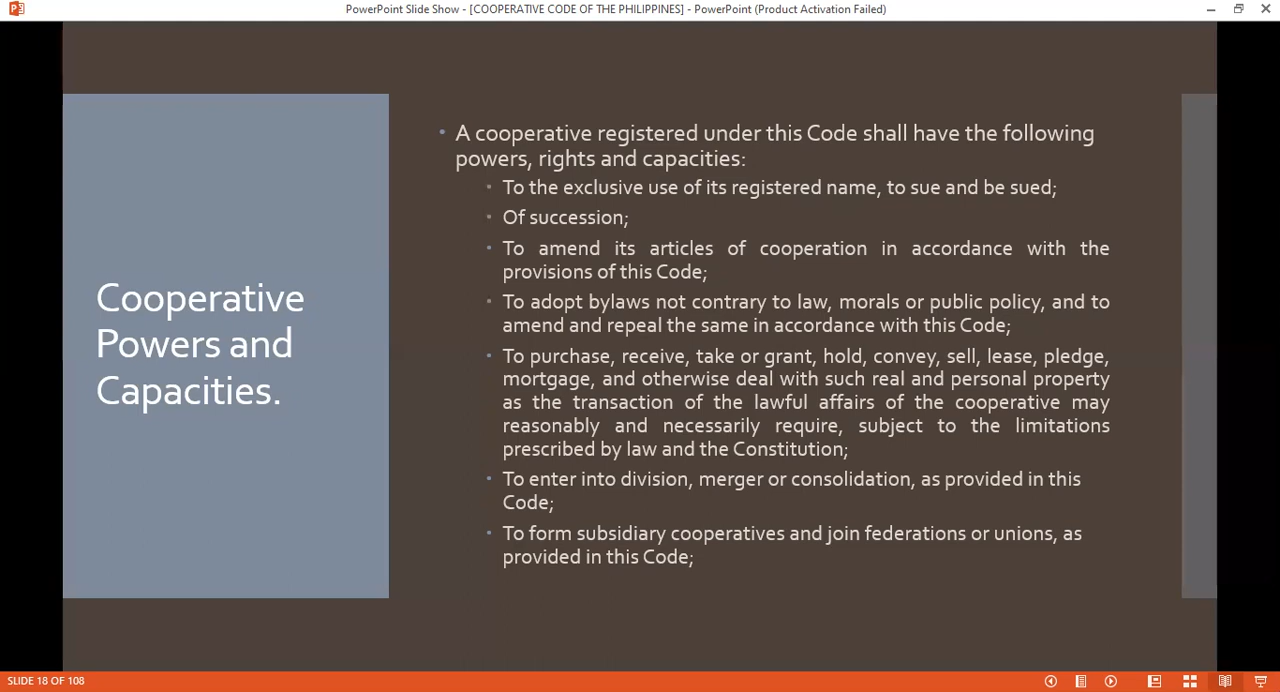 PowerPoint Slide Show - [COOPERATIVE CODE OF THE PHILIPPINES] - PowerPoint (Product Activation Failed)
Cooperative
Powers and
Capacities.
• A cooperative registered under this Code shall have the following
powers, rights and capacities:
• To the exclusive use of its registered name, to sue and be sued;
• Of succession;
• To amend its articles of cooperation in accordance with the
provisions of this Code;
• To adopt bylaws not contrary to law, morals or public policy, and to
amend and repeal the same in accordance with this Code;
• To purchase, receive, take or grant, hold, convey, sell, lease, pledge,
mortgage, and otherwise deal with such real and personal property
as the transaction of the lawful affairs of the cooperative may
reasonably and necessarily require, subject to the limitations
prescribed by law and the Constitution;
• To enter into division, merger or consolidation, as provided in this
Code;
• To form subsidiary cooperatives and join federations or unions, as
provided in this Code;
SLIDE 18 OF 108